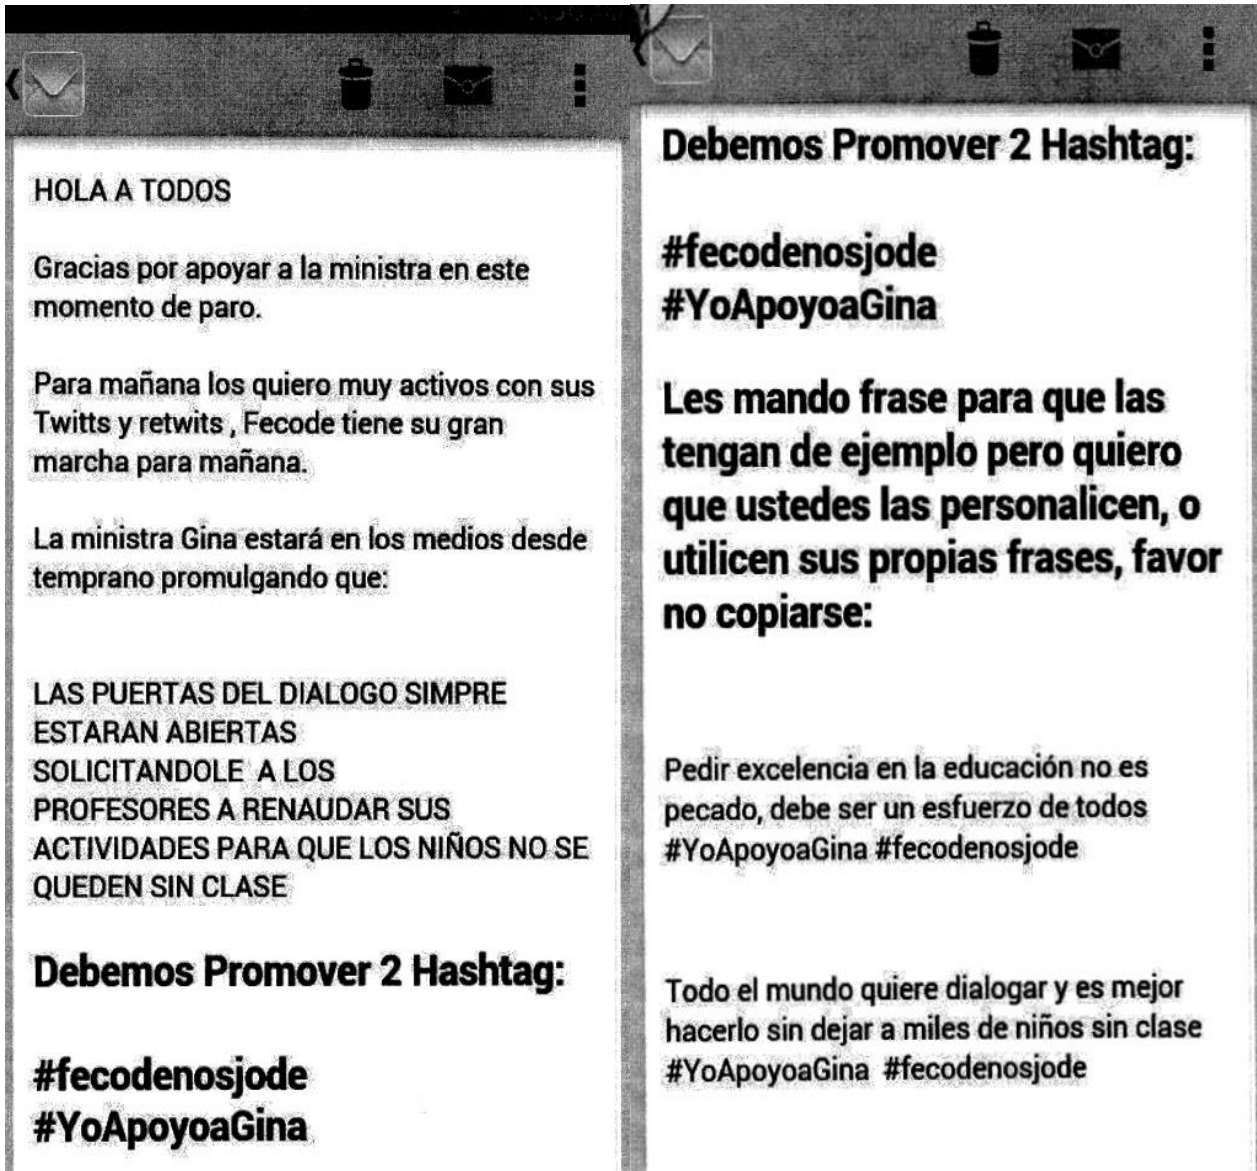 HOLA A TODOS
Gracias por apoyar a la ministra en este
momento de paro.
Para mañana los quiero muy activos con sus
Twitts y retwits , Fecode tiene su gran
marcha para mañana.
La ministra Gina estará en los medios desde
temprano promulgando que:
LAS PUERTAS DEL DIALOGO SIMPRE
ESTARAN ABIERTAS
SOLICITANDOLE A LOS
PROFESORES A RENAUDAR SUS
ACTIVIDADES PARA QUE LOS NIÑOS NO SE
QUEDEN SIN CLASE
Debemos Promover 2 Hashtag:
#fecodenosjode
#YoApoyoaGina
Debemos Promover 2 Hashtag:
#fecodenosjode
#YoApoyoaGina
Les mando frase para que las
tengan de ejemplo pero quiero
que ustedes las personalicen, o
utilicen sus propias frases, favor
no copiarse:
Pedir excelencia en la educación no es
pecado, debe ser un esfuerzo de todos
#YoApoyoaGina #fecodenosjode
Todo el mundo quiere dialogar y es mejor
hacerlo sin dejar a miles de niños sin clase
#YoApoyoaGina #fecodenosjode